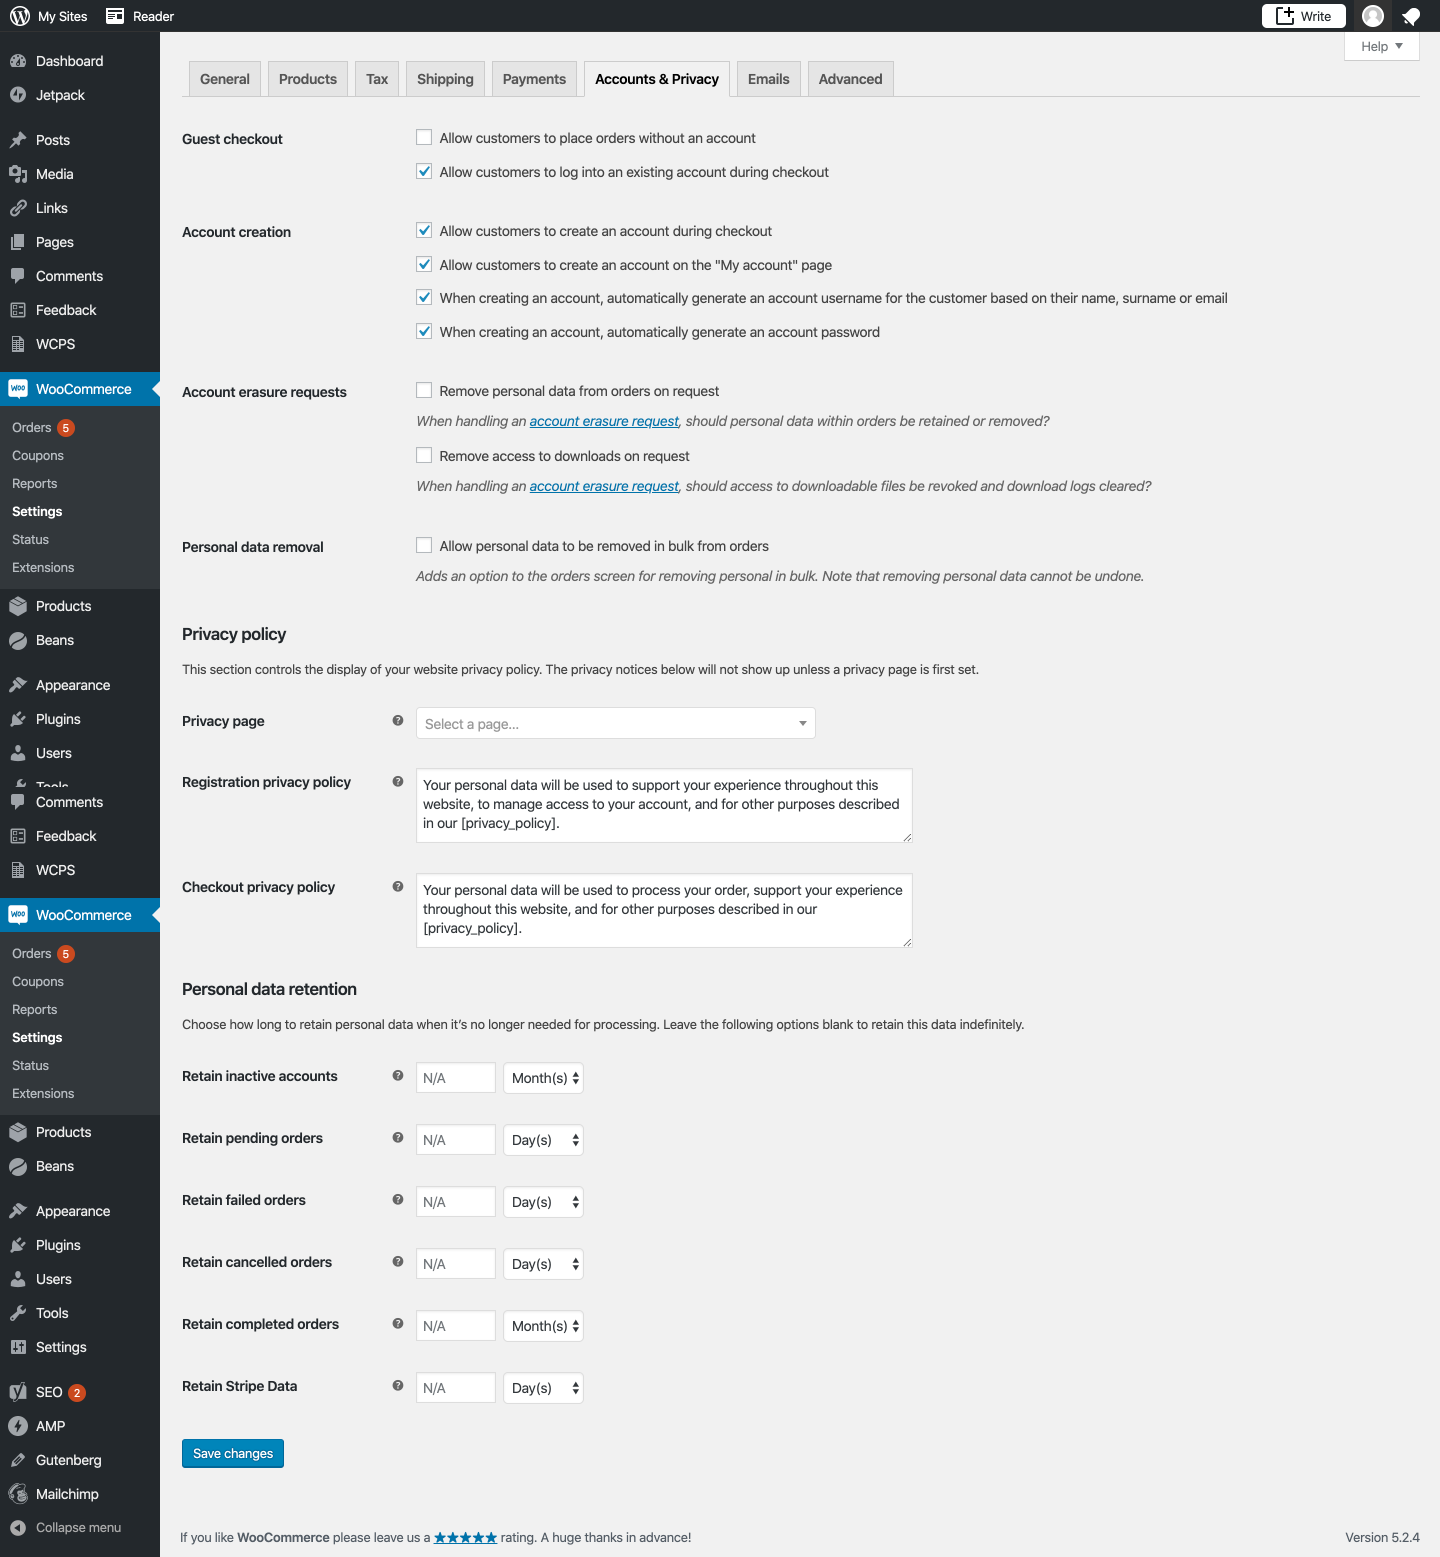 My Sites
Reader
Write
Help
Dashboard
Jetpack
Posts
Media
Links
Pages
Comments
Feedback
WCPS
WooCommerce
Orders 5
Coupons
Reports
Settings
Status
Extensions
Products
Beans
Appearance
Plugins
Users
Tools
Comments
Feedback
WCPS
WooCommerce
Orders 5
Coupons
Reports
Settings
Status
Extensions
Products
Beans
Appearance
Plugins
Users
Tools
Settings
SEO 2
AMP
Gutenberg
Mailchimp
Collapse menu
General
Products
Tax
Shipping
Payments
Accounts & Privacy
Emails
Advanced
Guest checkout
Allow customers to place orders without an account
Allow customers to log into an existing account during checkout
Account creation
Allow customers to create an account during checkout
Allow customers to create an account on the "My account" page
When creating an account, automatically generate an account username for the customer based on their name, surname or email
When creating an account, automatically generate an account password
Account erasure requests
Remove personal data from orders on request
When handling an account erasure request, should personal data within orders be retained or removed?
Remove access to downloads on request
When handling an account erasure request, should access to downloadable files be revoked and download logs cleared?
Personal data removal
Allow personal data to be removed in bulk from orders
Adds an option to the orders screen for removing personal in bulk. Note that removing personal data cannot be undone.
Privacy policy
This section controls the display of your website privacy policy. The privacy notices below will not show up unless a privacy page is first set.
Privacy page
Select a page...
Registration privacy policy
Your personal data will be used to support your experience throughout this
website, to manage access to your account, and for other purposes described
in our [privacy_policy].
Checkout privacy policy
Your personal data will be used to process your order, support your experience
throughout this website, and for other purposes described in our
[privacy_policy].
Personal data retention
Choose how long to retain personal data when it's no longer needed for processing. Leave the following options blank to retain this data indefinitely.
Retain inactive accounts
N/A
Month(s)
Retain pending orders
N/A
Day(s)
Retain failed orders
N/A
Day(s)
Retain cancelled orders
N/A
Day(s)
Retain completed orders
N/A
Month(s)
Retain Stripe Data
N/A
Day(s)
Save changes
If you like WooCommerce please leave us a ★★★★★ rating. A huge thanks in advance!
Version 5.2.4